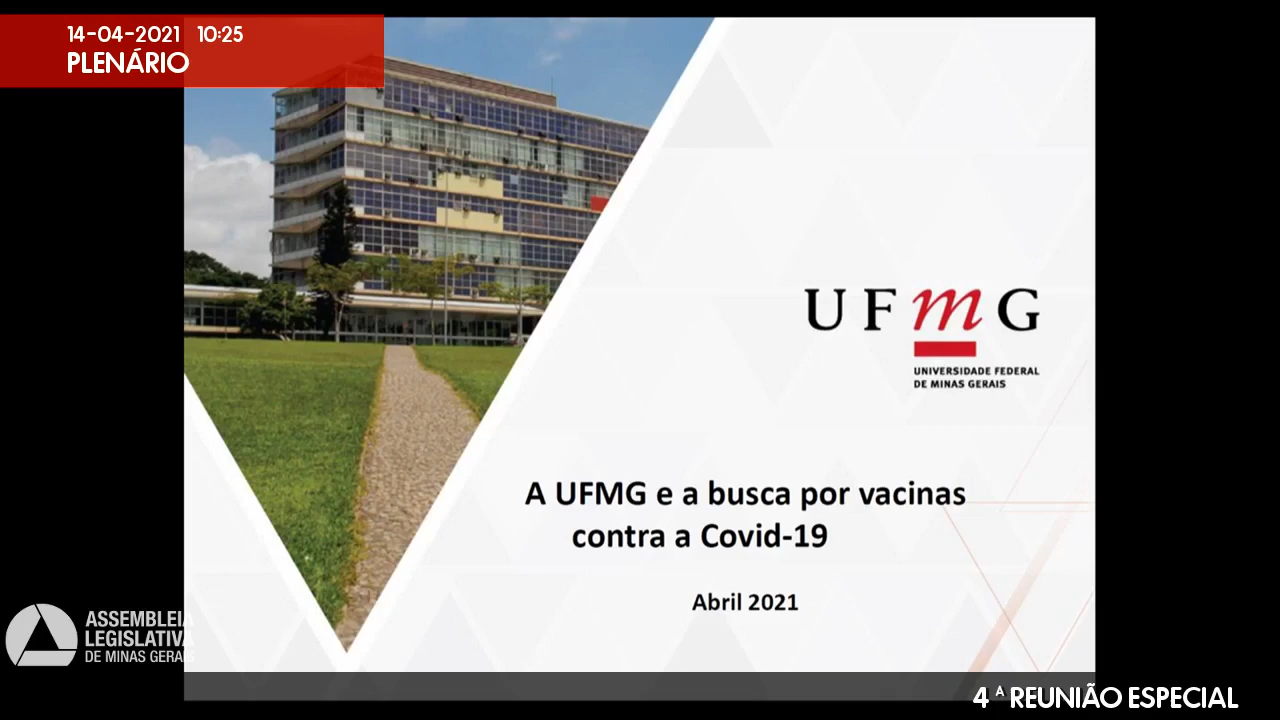 14-04-2021 10:25
PLENÁRIO
UFmG
UNIVERSIDADE FEDERAL
DE MINAS GERAIS
A UFMG e a busca por vacinas
contra a Covid-19
Abril 2021
ASSEMBLEIA
LEGISLATIVA
DE MINAS GERAIS
4ª REUNIÃO ESPECIAL